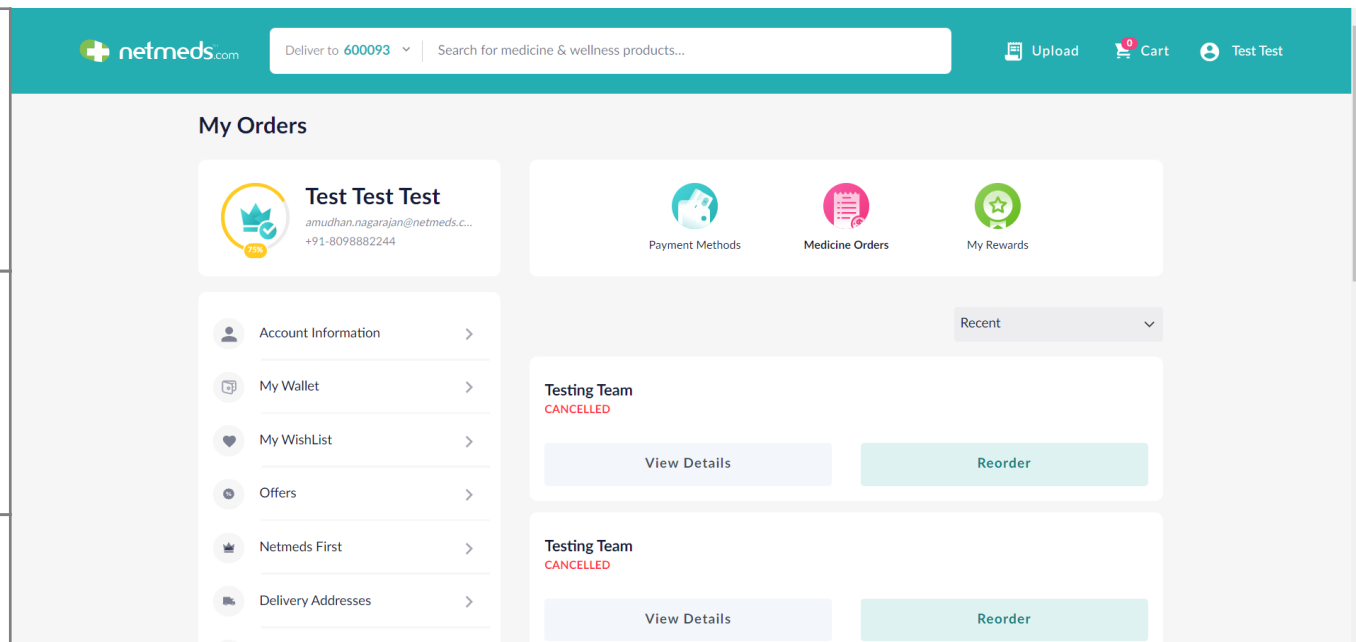 netmeds.com
Deliver to 600093
Search for medicine & wellness products...
Upload
0
Cart
Test Test
My Orders
Test Test Test
amudhan.nagarajan@netmeds.c...
+91-8098882244
75%
Payment Methods
Medicine Orders
My Rewards
Account Information
My Wallet
My WishList
Offers
Netmeds First
Delivery Addresses
Recent
Testing Team
CANCELLED
View Details
Reorder
Testing Team
CANCELLED
View Details
Reorder